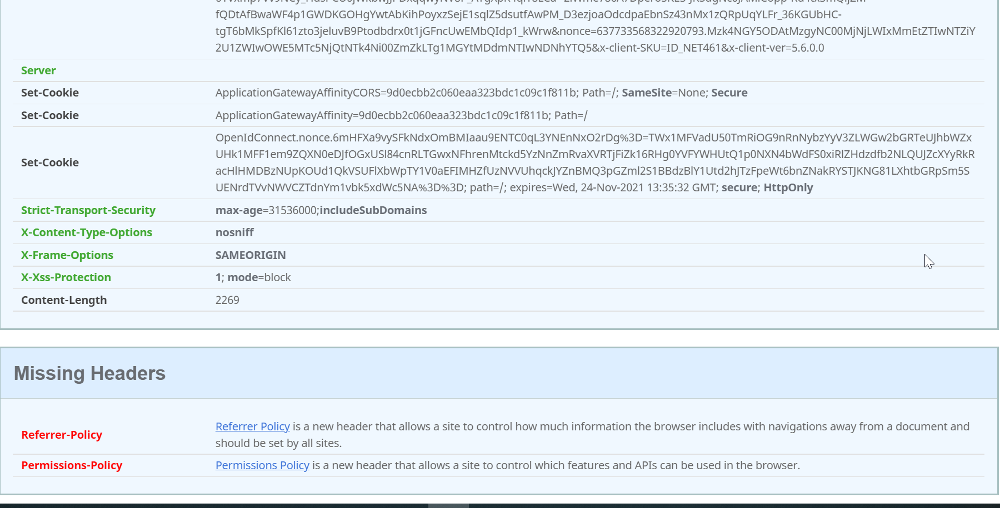 fQDtAfBwaWF4p1GWDKGOHgYwtAbKihPoyxzSejE1sqlZ5dsutfAwPM_D3ezjoaOdcdpaEbnSz43nMx1zQRpUqYLFr_36KGUbHC-
tgT6bMkSpfKl61zto3jeluvB9Ptodbdrx0t1jGFncUwEMbQIdp1_kWrw&nonce=637733568322920793.Mzk4NGY5ODAtMzgyNC00MjNjLWIxMmEtZTIwNTZiY
2U1ZWIwOWE5MTc5NjQtNTk4Ni00ZmZkLTg1MGYtMDdmNTIwNDNhYTQ5&x-client-SKU=ID_NET461&x-client-ver=5.6.0.0
Server
Set-Cookie ApplicationGatewayAffinityCORS=9d0ecbb2c060eaa323bdc1c09c1f811b; Path=/; SameSite=None; Secure
Set-Cookie ApplicationGatewayAffinity=9d0ecbb2c060eaa323bdc1c09c1f811b; Path=/
OpenIdConnect.nonce.6mHFXa9vySFkNdxOmBMIaau9ENTC0qL3YNEnNxO2rDg%3D=TWx1MFVadU50TmRiOG9nRnNybzYyV3ZLWGw2bGRTeUJhbWZx
UHk1MFF1em9ZQXN0eDJfOGxUSl84cnRLTGwxNFhrenMtckd5YzNnZmRvaXVRTjFiZk16RHg0YVFYWHUtQ1p0NXN4bWdFS0xiRlZHdzdfb2NLQUJZcXYyRkR
Set-Cookie
acHlHMDBzNUpKOUd1QkVSUFlXbWpTY1V0aEFIMHZfUzNVVUhqckJYZnBMQ3pGZml2S1BBdzBlY1Utd2hJTzFpeWt6bnZNakRYSTJKNG81LXhtbGRpSm5S
UENrdTVvNWVCZTdnYm1vbk5xdWc5NA%3D%3D; path=/; expires=Wed, 24-Nov-2021 13:35:32 GMT; secure; HttpOnly
Strict-Transport-Security max-age=31536000;includeSubDomains
X-Content-Type-Options nosniff
X-Frame-Options SAMEORIGIN
X-Xss-Protection 1; mode=block
Content-Length 2269
Missing Headers
Referrer-Policy Referrer Policy is a new header that allows a site to control how much information the browser includes with navigations away from a document and
should be set by all sites.
Permissions-Policy Permissions Policy is a new header that allows a site to control which features and APIs can be used in the browser.